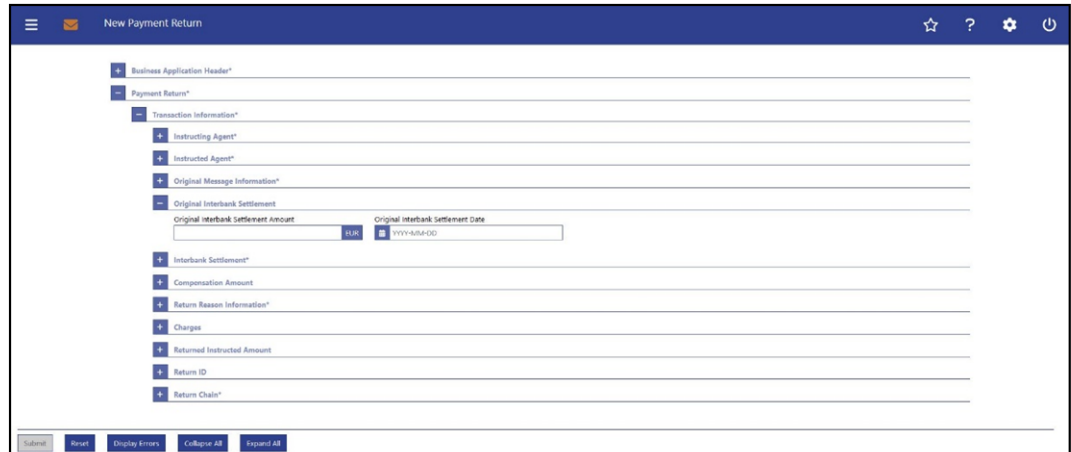 New Payment Return
?
+ Business Application Header*
− Payment Return*
− Transaction Information*
+ Instructing Agent*
+ Instructed Agent*
+ Original Message Information*
− Original Interbank Settlement
Original Interbank Settlement Amount Original Interbank Settlement Date
EUR YYYY-MM-DD
+ Interbank Settlement*
+ Compensation Amount
+ Return Reason Information*
+ Charges
+ Returned Instructed Amount
+ Return ID
+ Return Chain*
Submit Reset Display Errors Collapse All Expand All